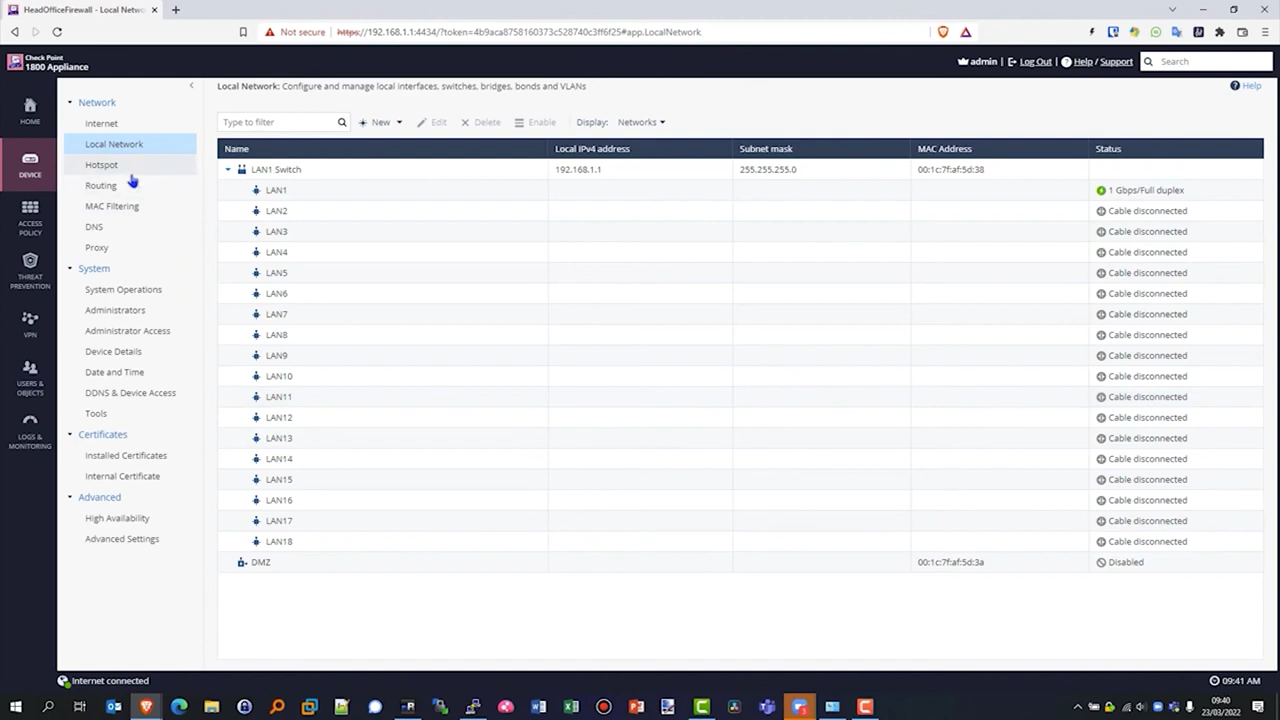 HeadOfficeFirewall - Local Netwo
Not secure https://192.168.1.1:4434/?token=4b9aca8758160373c528740c3ff6f25#app.LocalNetwork
Check Point
1800 Appliance
admin | Log Out | Help / Support Search
HOME
DEVICE
ACCESS
POLICY
THREAT
PREVENTION
VPN
USERS &
OBJECTS
LOGS &
MONITORING
Network
Internet
Local Network
Hotspot
Routing
MAC Filtering
DNS
Proxy
System
System Operations
Administrators
Administrator Access
Device Details
Date and Time
DDNS & Device Access
Tools
Certificates
Installed Certificates
Internal Certificate
Advanced
High Availability
Advanced Settings
Local Network: Configure and manage local interfaces, switches, bridges, bonds and VLANs Help
Type to filter New Edit Delete Enable Display: Networks
Name Local IPv4 address Subnet mask MAC Address Status
LAN1 Switch 192.168.1.1 255.255.255.0 00:1c:7f:af:5d:38
LAN1 1 Gbps/Full duplex
LAN2 Cable disconnected
LAN3 Cable disconnected
LAN4 Cable disconnected
LAN5 Cable disconnected
LAN6 Cable disconnected
LAN7 Cable disconnected
LAN8 Cable disconnected
LAN9 Cable disconnected
LAN10 Cable disconnected
LAN11 Cable disconnected
LAN12 Cable disconnected
LAN13 Cable disconnected
LAN14 Cable disconnected
LAN15 Cable disconnected
LAN16 Cable disconnected
LAN17 Cable disconnected
LAN18 Cable disconnected
DMZ 00:1c:7f:af:5d:3a Disabled
Internet connected 09:41 AM
09:40
23/03/2022